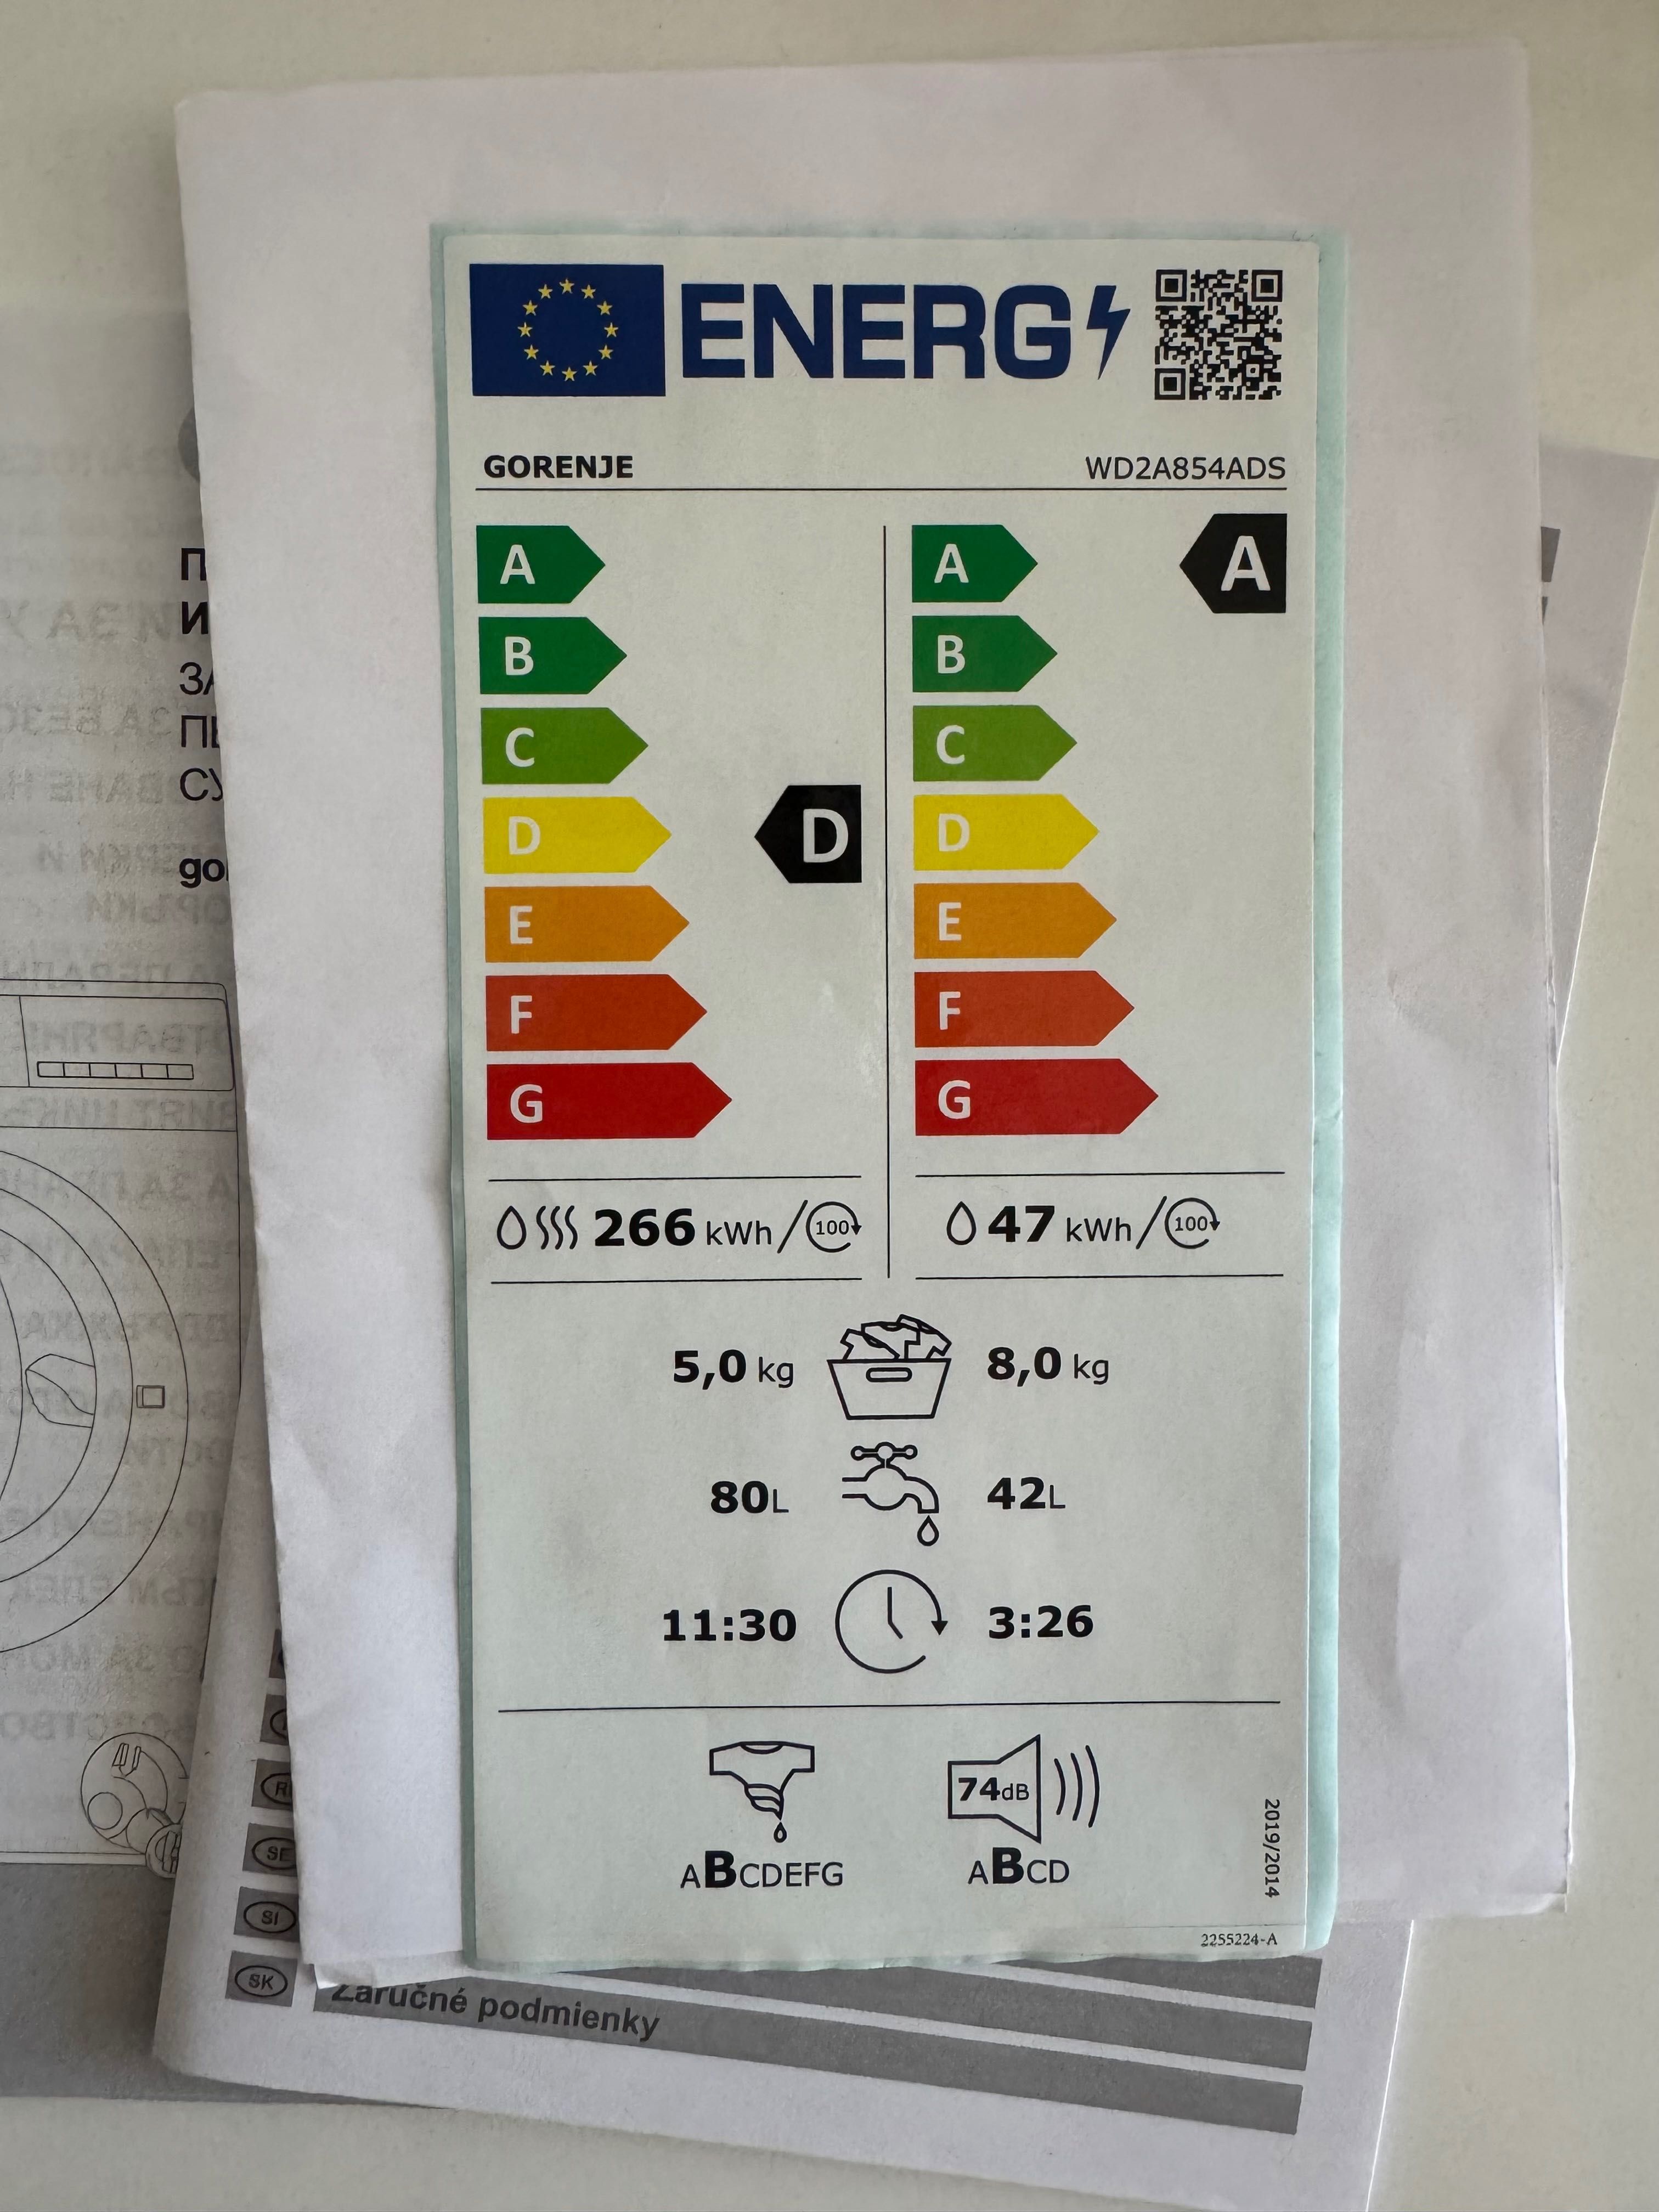 ENERG
GORENJE WD2A854ADS
A A A
B B
C C
D D D
E E
F F
G G
266 kWh/100 47 kWh/100
5,0 kg 8,0 kg
80L 42L
11:30 3:26
74dB
ABCDEFG ABCD
2019/2014
2255224-A
SE
SI
SK Záručné podmienky